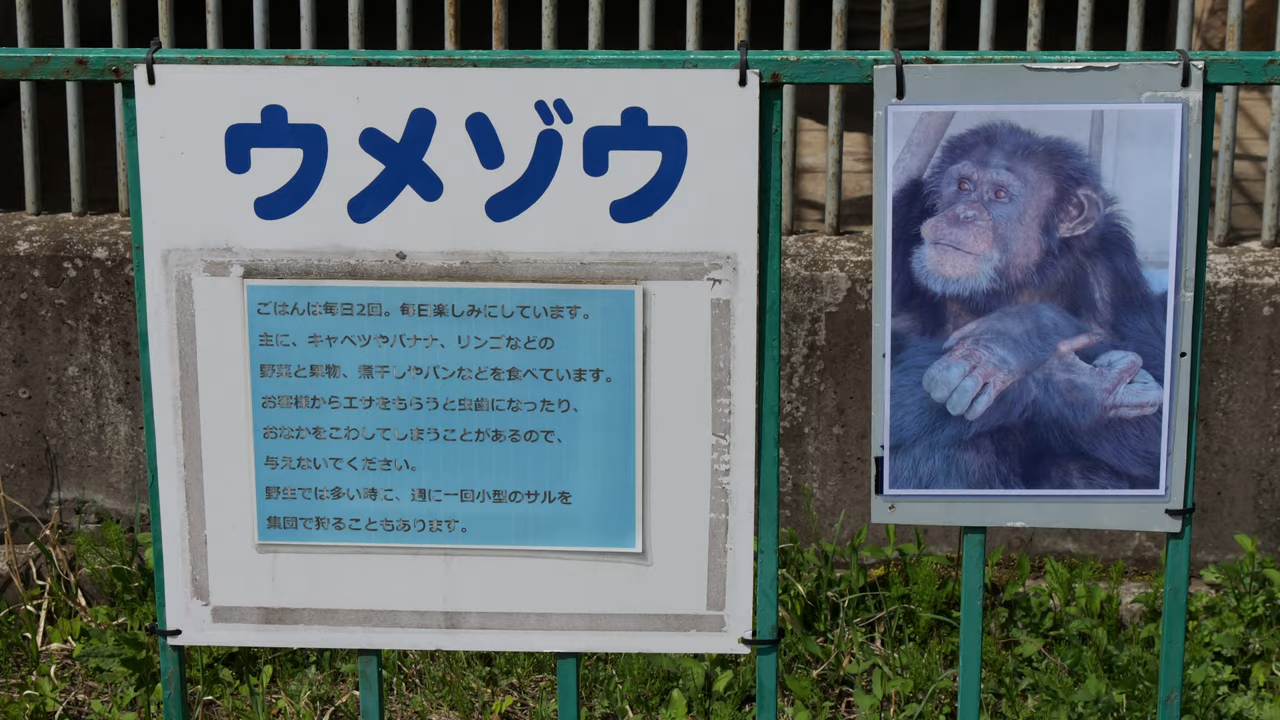 ウメゾウ
ごはんは毎日2回。毎日楽しみにしています。
主に、キャベツやバナナ、リンゴなどの
野菜と果物、煮干しやパンなどを食べています。
お客様からエサをもらうと虫歯になったり、
おなかをこわしてしまうことがあるので、
与えないでください。
野生では多い時に、週に一回小型のサルを
集団で狩ることもあります。